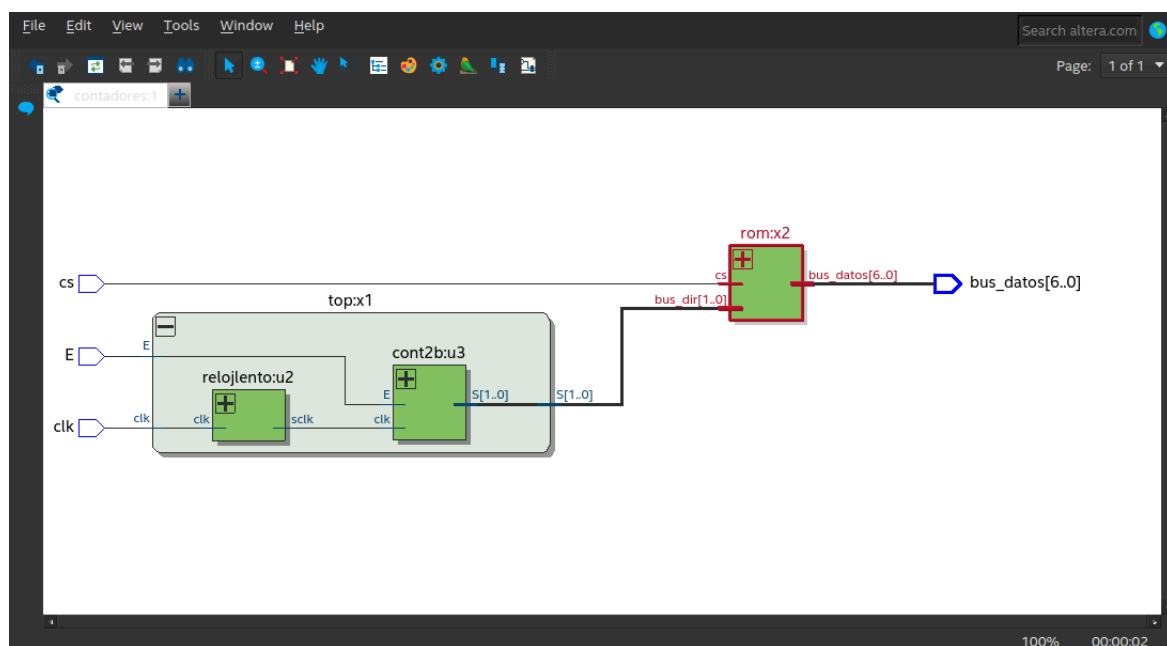 File Edit View Tools Window Help
Search altera.com
Page: 1 of 1
contadores:1
rom:x2
cs
cs
bus_datos[6..0]
bus_datos[6..0]
bus_dir[1..0]
top:x1
E
E
cont2b:u3
relojlento:u2
E
S[1..0]
S[1..0]
clk
clk
clk
sclk
clk
100% 00:00:02